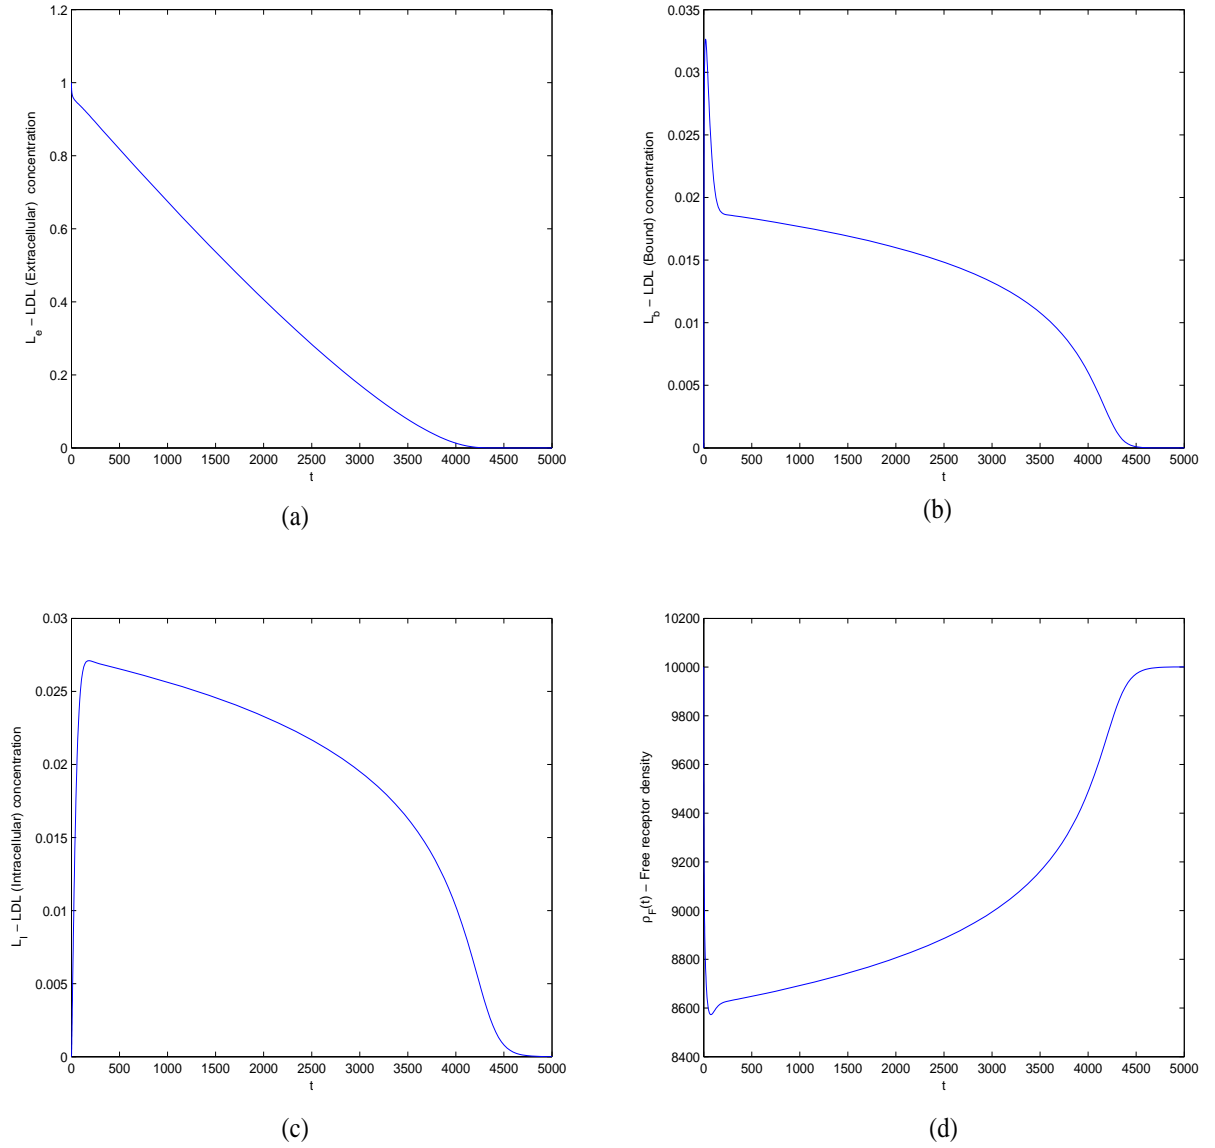 1.2
1
0.8
0.6
0.4
0.2
0
L_e − LDL (Extracellular) concentration
0 500 1000 1500 2000 2500 3000 3500 4000 4500 5000
t
(a)
0.035
0.03
0.025
0.02
0.015
0.01
0.005
0
L_b − LDL (Bound) concentration
0 500 1000 1500 2000 2500 3000 3500 4000 4500 5000
t
(b)
0.03
0.025
0.02
0.015
0.01
0.005
0
L_I − LDL (Intracellular) concentration
0 500 1000 1500 2000 2500 3000 3500 4000 4500 5000
t
(c)
10200
10000
9800
9600
9400
9200
9000
8800
8600
8400
ρ_F(t) − Free receptor density
0 500 1000 1500 2000 2500 3000 3500 4000 4500 5000
t
(d)